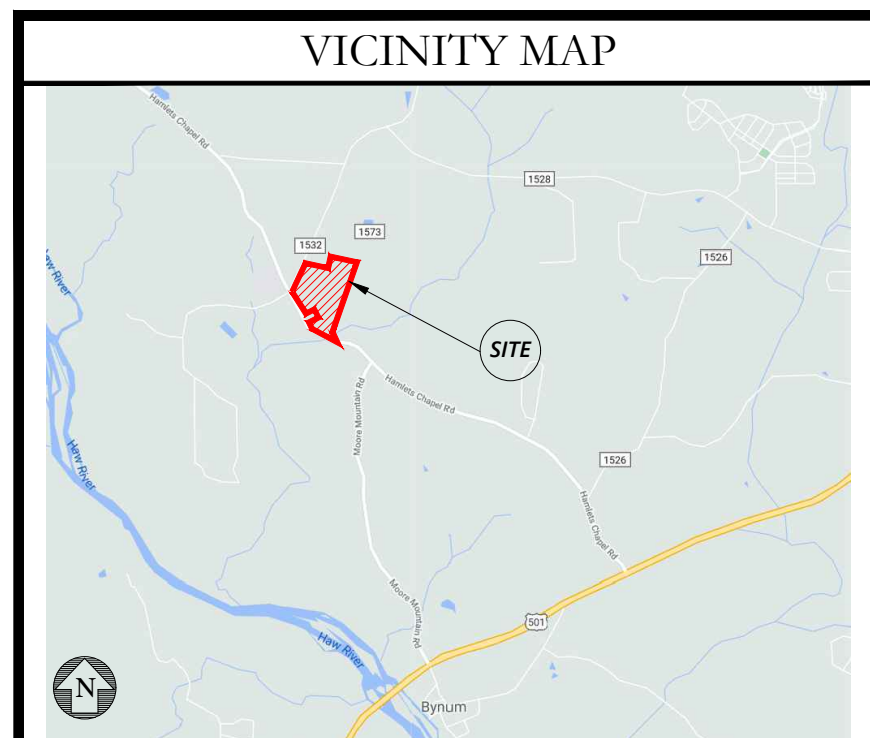 VICINITY MAP
Hamlets Chapel Rd
1528
1573
1532
1526
Haw River
SITE
Hamlets Chapel Rd
Moore Mountain Rd
Haw River
1526
Hamlets Chapel Rd
Moore Mountain Rd
501
Haw River
N
Bynum